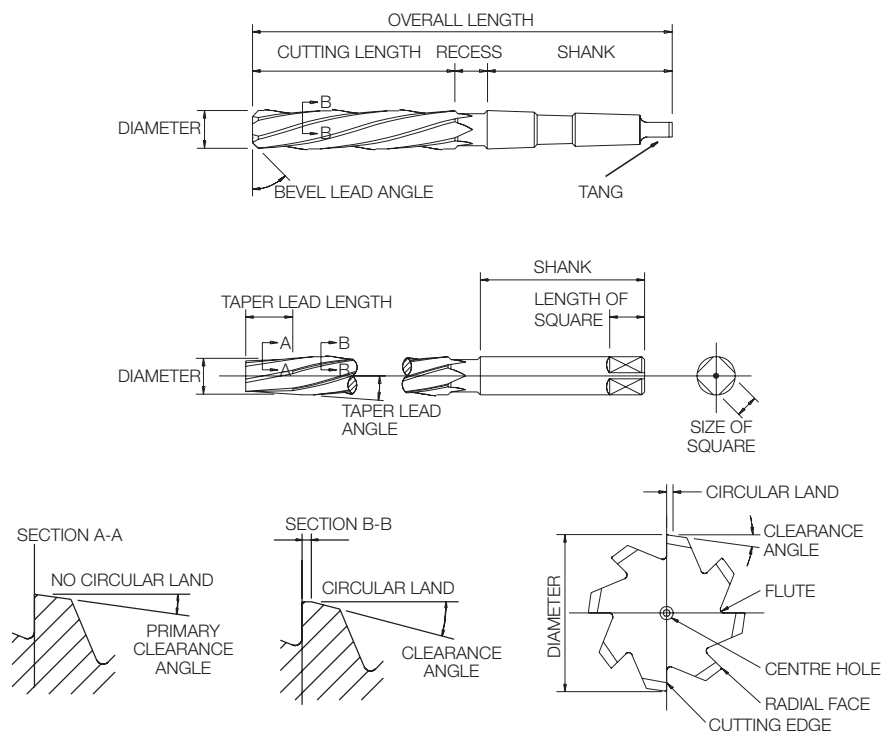 OVERALL LENGTH
CUTTING LENGTH
RECESS
SHANK
B
DIAMETER
B
BEVEL LEAD ANGLE
TANG
SHANK
TAPER LEAD LENGTH
LENGTH OF
SQUARE
A
B
DIAMETER
A
B
TAPER LEAD
ANGLE
SIZE OF
SQUARE
CIRCULAR LAND
SECTION A-A
SECTION B-B
CLEARANCE
ANGLE
NO CIRCULAR LAND
CIRCULAR LAND
DIAMETER
FLUTE
PRIMARY
CLEARANCE
ANGLE
CLEARANCE
ANGLE
CENTRE HOLE
RADIAL FACE
CUTTING EDGE